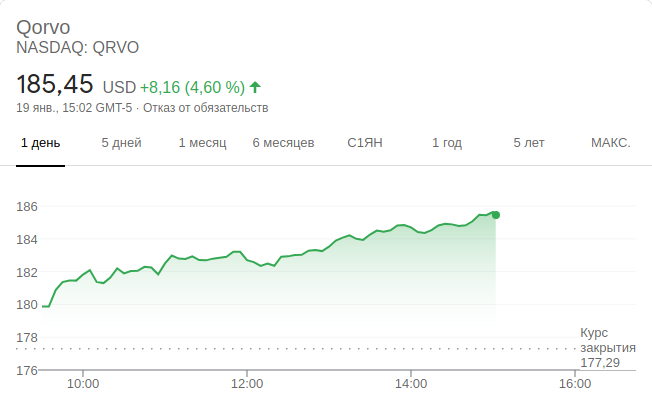 Qorvo
NASDAQ: QRVO
185,45 USD +8,16 (4,60 %)
19 янв., 15:02 GMT-5 · Отказ от обязательств
1 день 5 дней 1 месяц 6 месяцев С1ЯН 1 год 5 лет МАКС.
186
184
182
180
178
Курс
закрытия
177,29
176
10:00 12:00 14:00 16:00